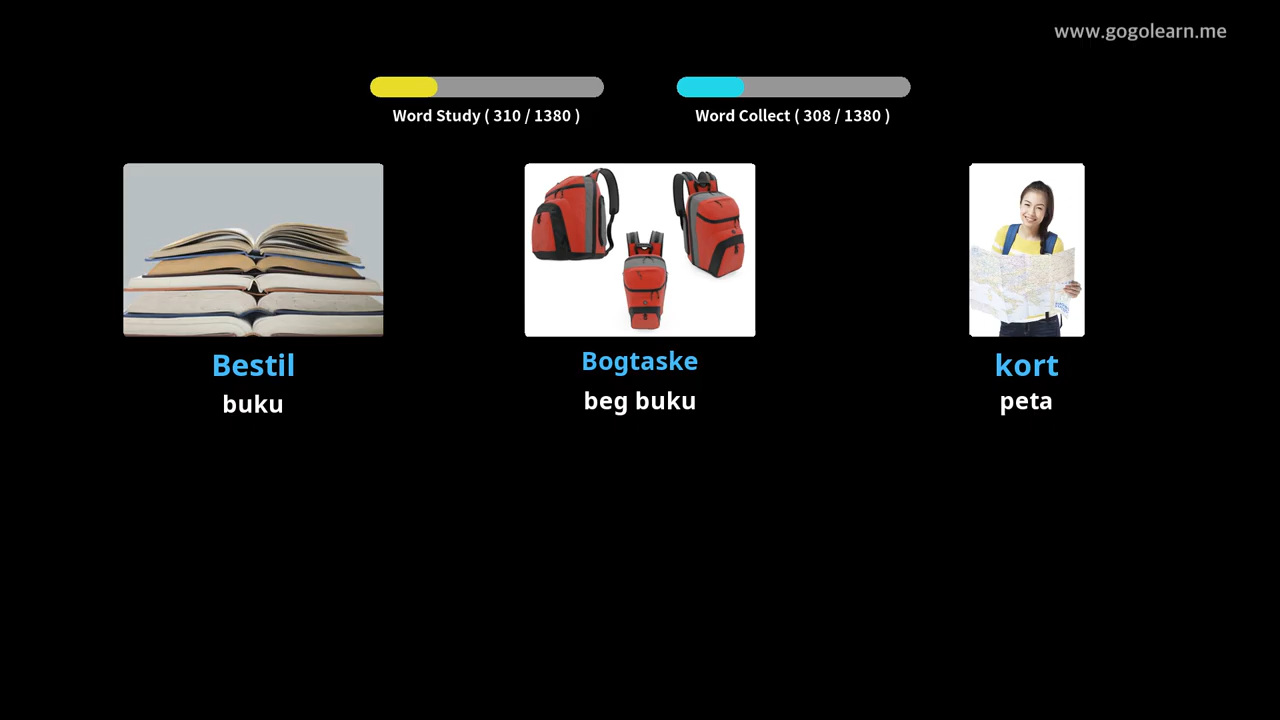 www.gogolearn.me
Word Study ( 310 / 1380 )
Word Collect ( 308 / 1380 )
Bestil
buku
Bogtaske
beg buku
kort
peta